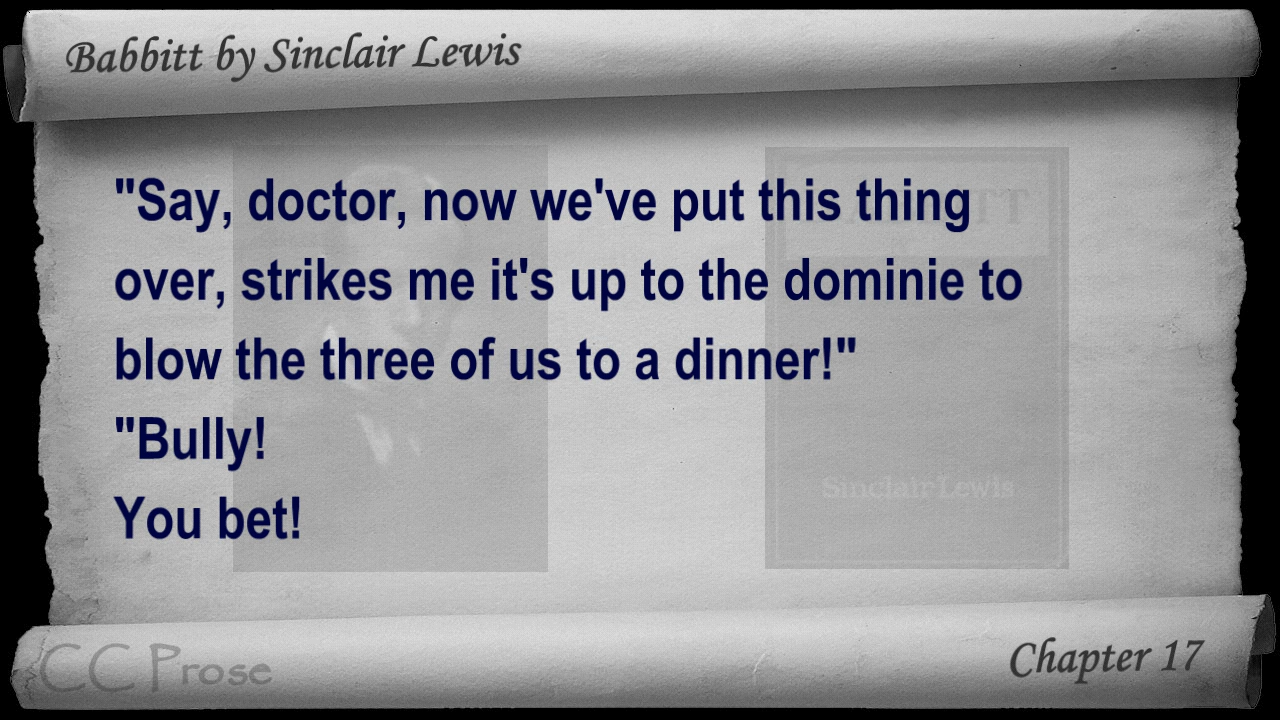 Babbitt by Sinclair Lewis
"Say, doctor, now we've put this thing
over, strikes me it's up to the dominie to
blow the three of us to a dinner!"
"Bully!
You bet!
Sinclair Lewis
CC Prose
Chapter 17